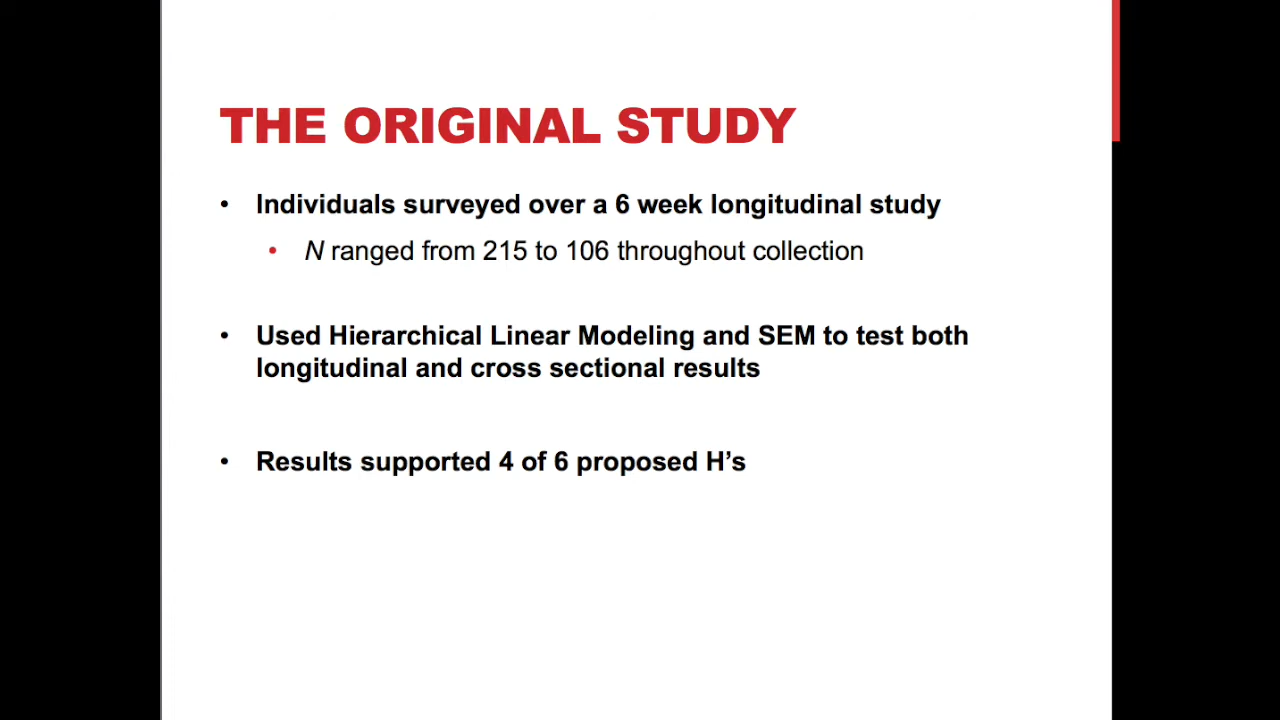 THE ORIGINAL STUDY
• Individuals surveyed over a 6 week longitudinal study
• N ranged from 215 to 106 throughout collection
• Used Hierarchical Linear Modeling and SEM to test both
longitudinal and cross sectional results
• Results supported 4 of 6 proposed H’s